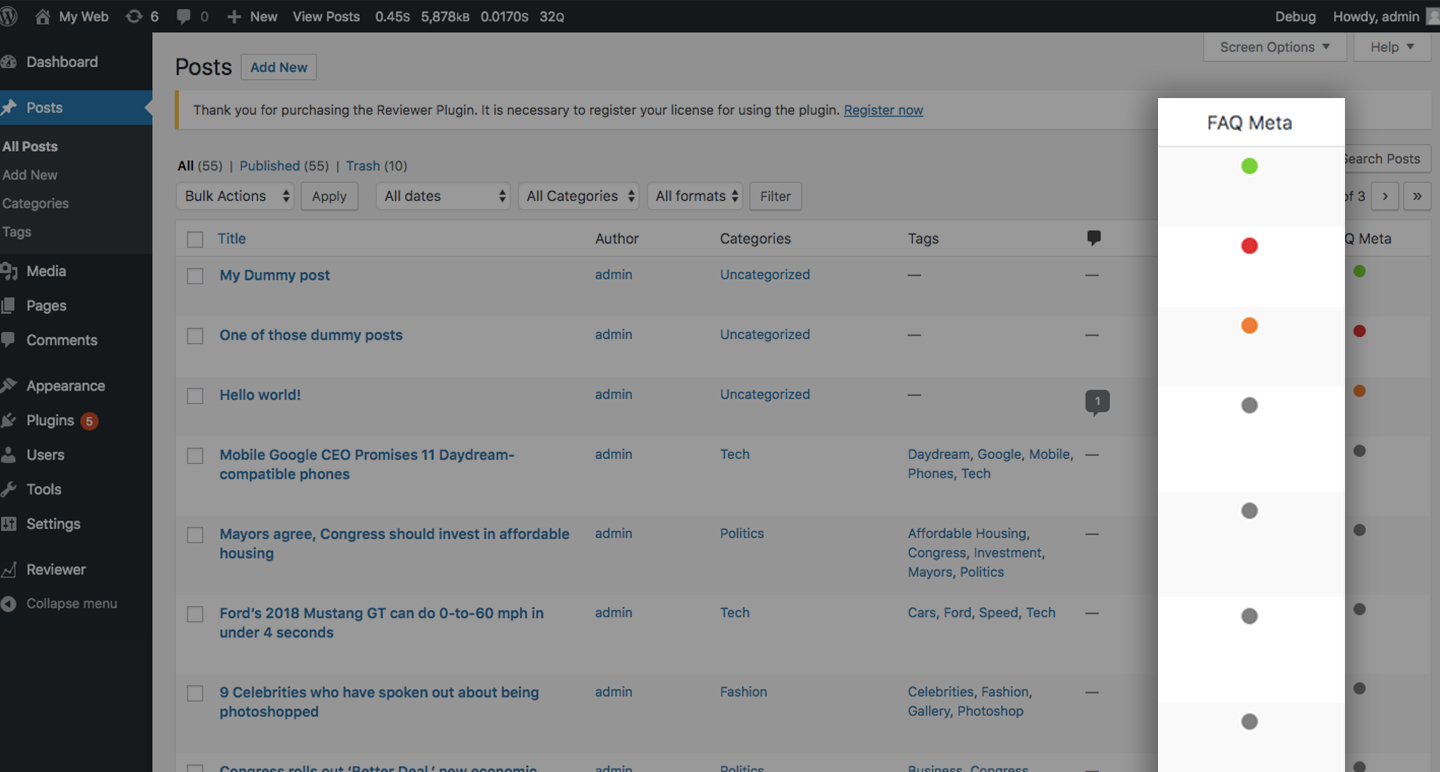 My Web 6 0 New View Posts 0.45S 5,878KB 0.0170S 32Q Debug Howdy, admin
Dashboard
Posts
All Posts
Add New
Categories
Tags
Media
Pages
Comments
Appearance
Plugins 5
Users
Tools
Settings
Reviewer
Collapse menu
Screen Options Help
Posts Add New
Thank you for purchasing the Reviewer Plugin. It is necessary to register your license for using the plugin. Register now
All (55) | Published (55) | Trash (10) Search Posts
Bulk Actions Apply All dates All Categories All formats Filter of 3 › »
Title Author Categories Tags Q Meta
My Dummy post admin Uncategorized — —
One of those dummy posts admin Uncategorized — —
Hello world! admin Uncategorized — 1
Mobile Google CEO Promises 11 Daydream- admin Tech Daydream, Google, Mobile, —
compatible phones Phones, Tech
Mayors agree, Congress should invest in affordable admin Politics Affordable Housing, —
housing Congress, Investment,
Mayors, Politics
Ford’s 2018 Mustang GT can do 0-to-60 mph in admin Tech Cars, Ford, Speed, Tech —
under 4 seconds
9 Celebrities who have spoken out about being admin Fashion Celebrities, Fashion, —
photoshopped Gallery, Photoshop
Congress rolls out ‘Better Deal,’ new economic admin Politics Business, Congress
FAQ Meta